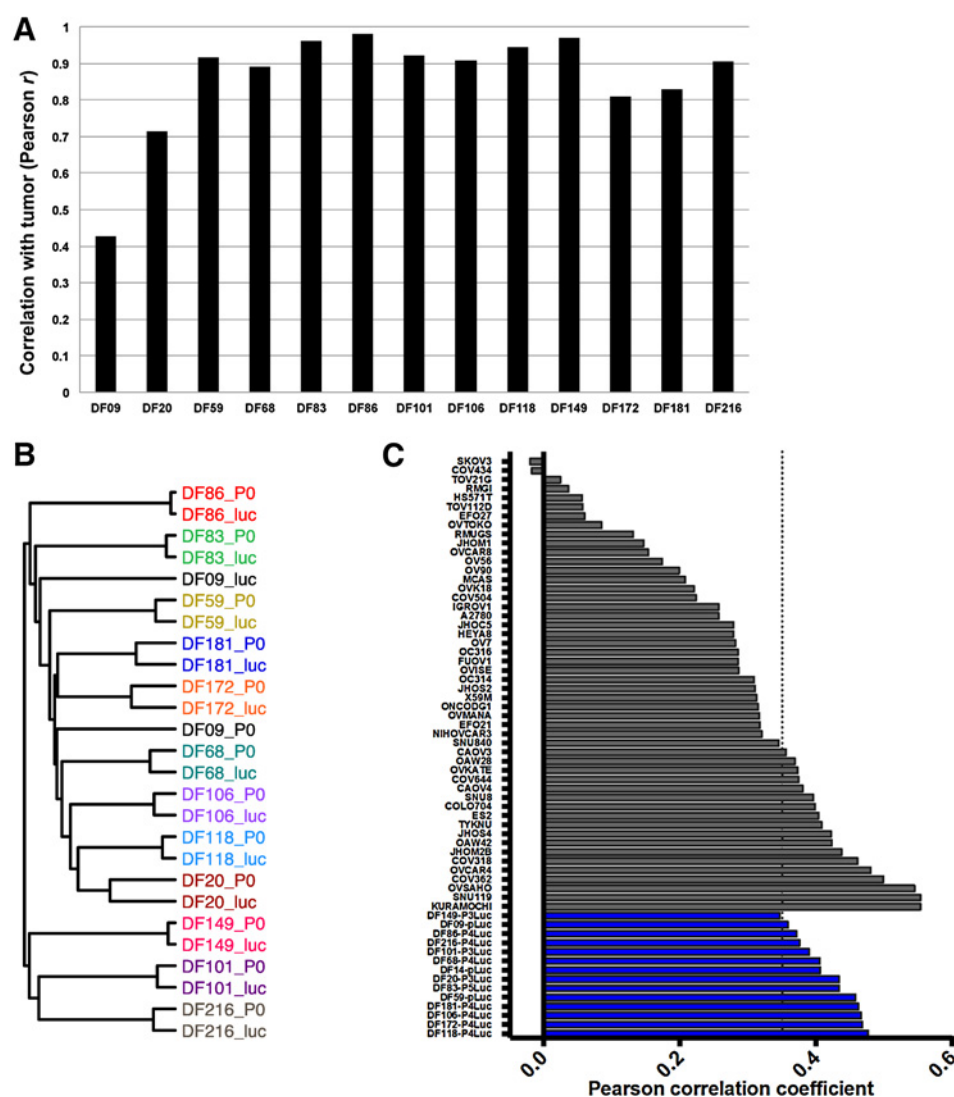 A
Correlation with tumor (Pearson r)
1
0.9
0.8
0.7
0.6
0.5
0.4
0.3
0.2
0.1
0
DF09 DF20 DF59 DF68 DF83 DF86 DF101 DF106 DF118 DF149 DF172 DF181 DF216
B
DF86_P0
DF86_luc
DF83_P0
DF83_luc
DF09_luc
DF59_P0
DF59_luc
DF181_P0
DF181_luc
DF172_P0
DF172_luc
DF09_P0
DF68_P0
DF68_luc
DF106_P0
DF106_luc
DF118_P0
DF118_luc
DF20_P0
DF20_luc
DF149_P0
DF149_luc
DF101_P0
DF101_luc
DF216_P0
DF216_luc
C
SKOV3
COV434
TOV21G
RMGI
HS571T
TOV112D
EFO27
OVTOKO
RMUGS
JHOM1
OVCAR8
OV56
OV90
MCAS
OVK18
COV504
IGROV1
A2780
JHOC5
HEYA8
OV7
OC316
FUOV1
OVISE
OC314
JHOS2
X59M
ONCODG1
OVMANA
EFO21
NIHOVCAR3
SNU840
CAOV3
OAW28
OVKATE
COV644
CAOV4
SNU8
COLO704
ES2
TYKNU
JHOS4
OAW42
JHOM2B
COV318
OVCAR4
COV362
OVSAHO
SNU119
KURAMOCHI
DF149-P3Luc
DF09-pLuc
DF86-P4Luc
DF216-P4Luc
DF101-P3Luc
DF68-P4Luc
DF14-pLuc
DF20-P3Luc
DF83-P5Luc
DF59-pLuc
DF181-P4Luc
DF106-P4Luc
DF172-P4Luc
DF118-P4Luc
0.0 0.2 0.4 0.6
Pearson correlation coefficient